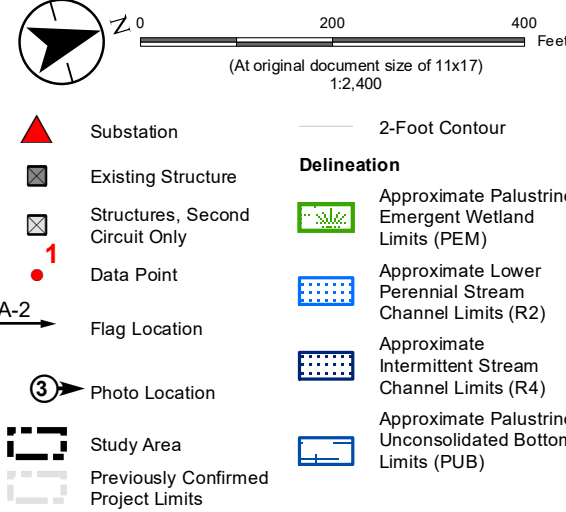 N
0 200 400
Feet
(At original document size of 11x17)
1:2,400
Substation
Existing Structure
Structures, Second
Circuit Only
1
Data Point
A-2
Flag Location
3
Photo Location
Study Area
Previously Confirmed
Project Limits
2-Foot Contour
Delineation
Approximate Palustrine
Emergent Wetland
Limits (PEM)
Approximate Lower
Perennial Stream
Channel Limits (R2)
Approximate
Intermittent Stream
Channel Limits (R4)
Approximate Palustrine
Unconsolidated Bottom
Limits (PUB)